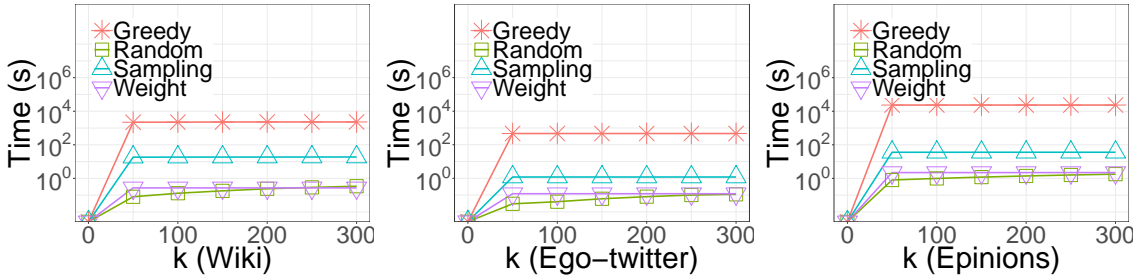 Greedy
Random
Sampling
Weight
Time (s)
10^6
10^4
10^2
10^0
0 100 200 300
k (Wiki)
Greedy
Random
Sampling
Weight
Time (s)
10^6
10^4
10^2
10^0
0 100 200 300
k (Ego−twitter)
Greedy
Random
Sampling
Weight
Time (s)
10^6
10^4
10^2
10^0
0 100 200 300
k (Epinions)